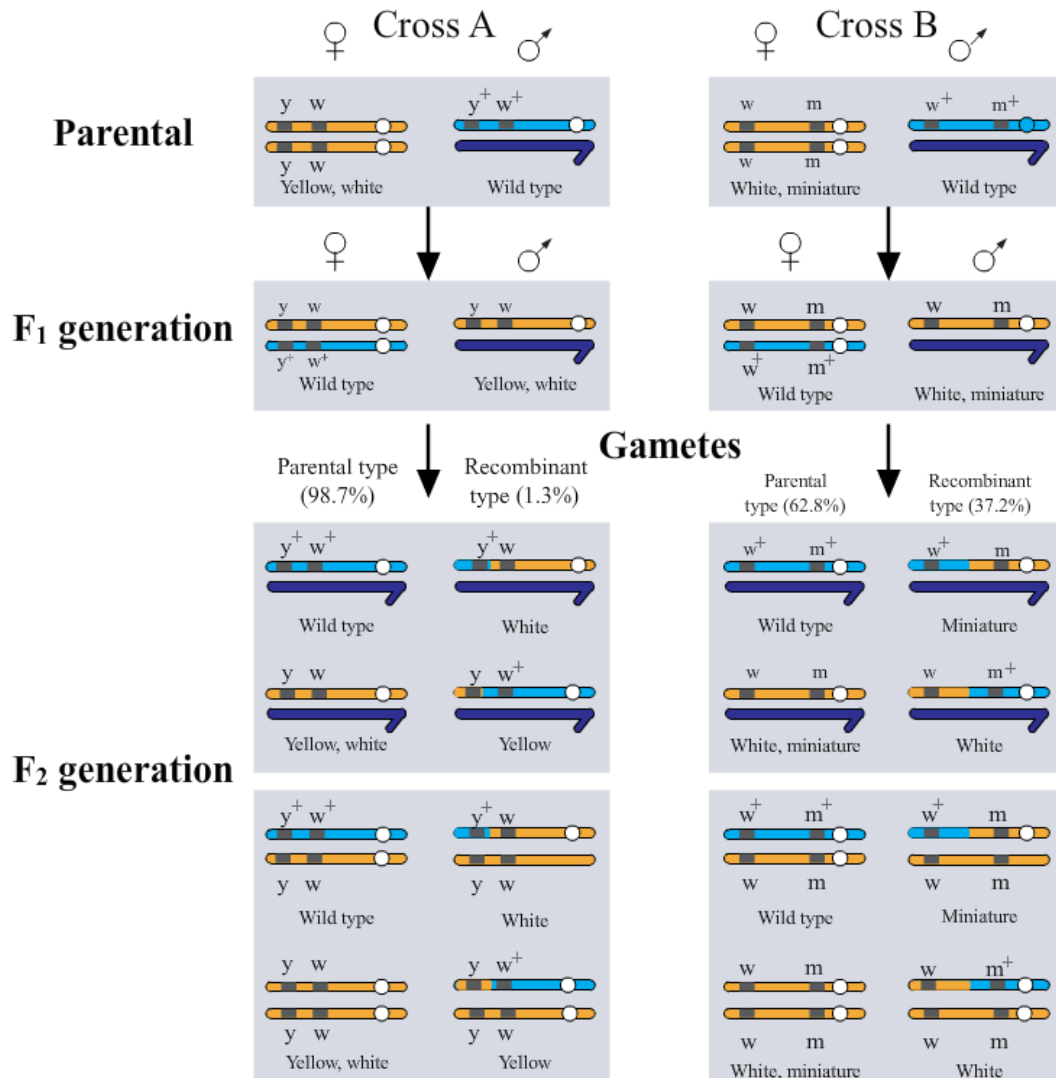 Cross A
Cross B
♀ ♂ ♀ ♂
Parental
y w
y⁺ w⁺
w m
w⁺ m⁺
y w
w m
Yellow, white
Wild type
White, miniature
Wild type
♀ ♂ ♀ ♂
F₁ generation
y w
y w
w m
w m
y⁺ w⁺
w⁺ m⁺
Wild type
Yellow, white
Wild type
White, miniature
Gametes
Parental type
(98.7%)
Recombinant
type (1.3%)
Parental
type (62.8%)
Recombinant
type (37.2%)
F₂ generation
y⁺ w⁺
y⁺ w
w⁺ m⁺
w⁺ m
Wild type
White
Wild type
Miniature
y w
y w⁺
w m
w m⁺
Yellow, white
Yellow
White, miniature
White
y⁺ w⁺
y⁺ w
w⁺ m⁺
w⁺ m
y w
y w
w m
w m
Wild type
White
Wild type
Miniature
y w
y w⁺
w m
w m⁺
y w
y w
w m
w m
Yellow, white
Yellow
White, miniature
White